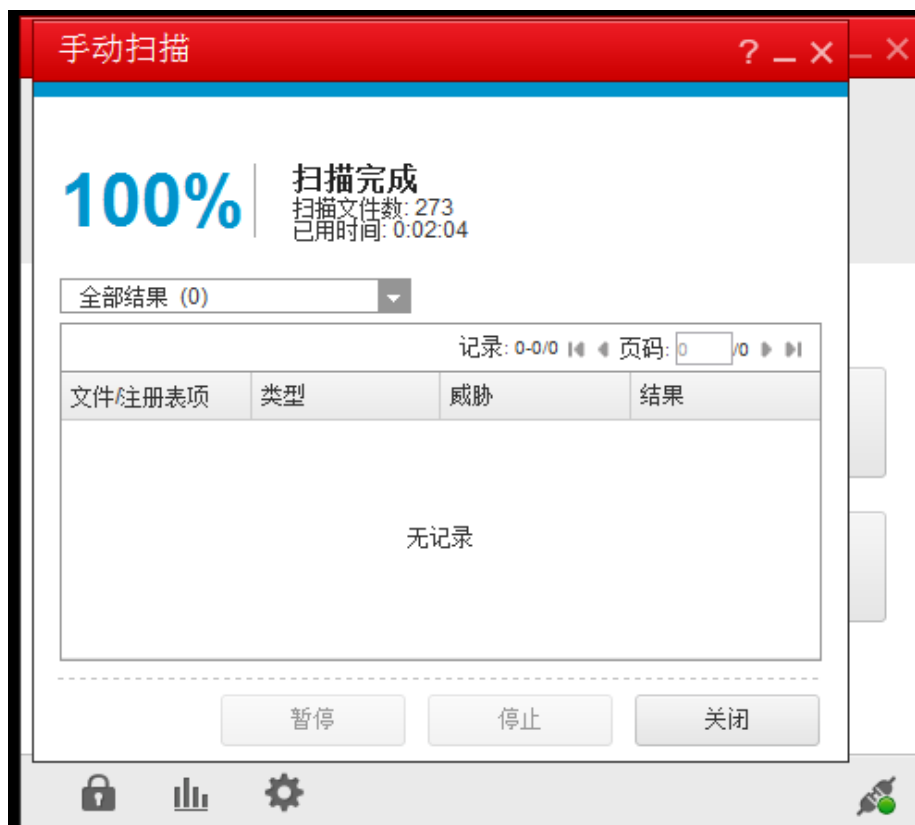 手动扫描
100%
扫描完成
扫描文件数: 273
已用时间: 0:02:04
全部结果 (0)
记录: 0-0/0 页码: 0 /0
文件/注册表项 类型 威胁 结果
无记录
暂停 停止 关闭